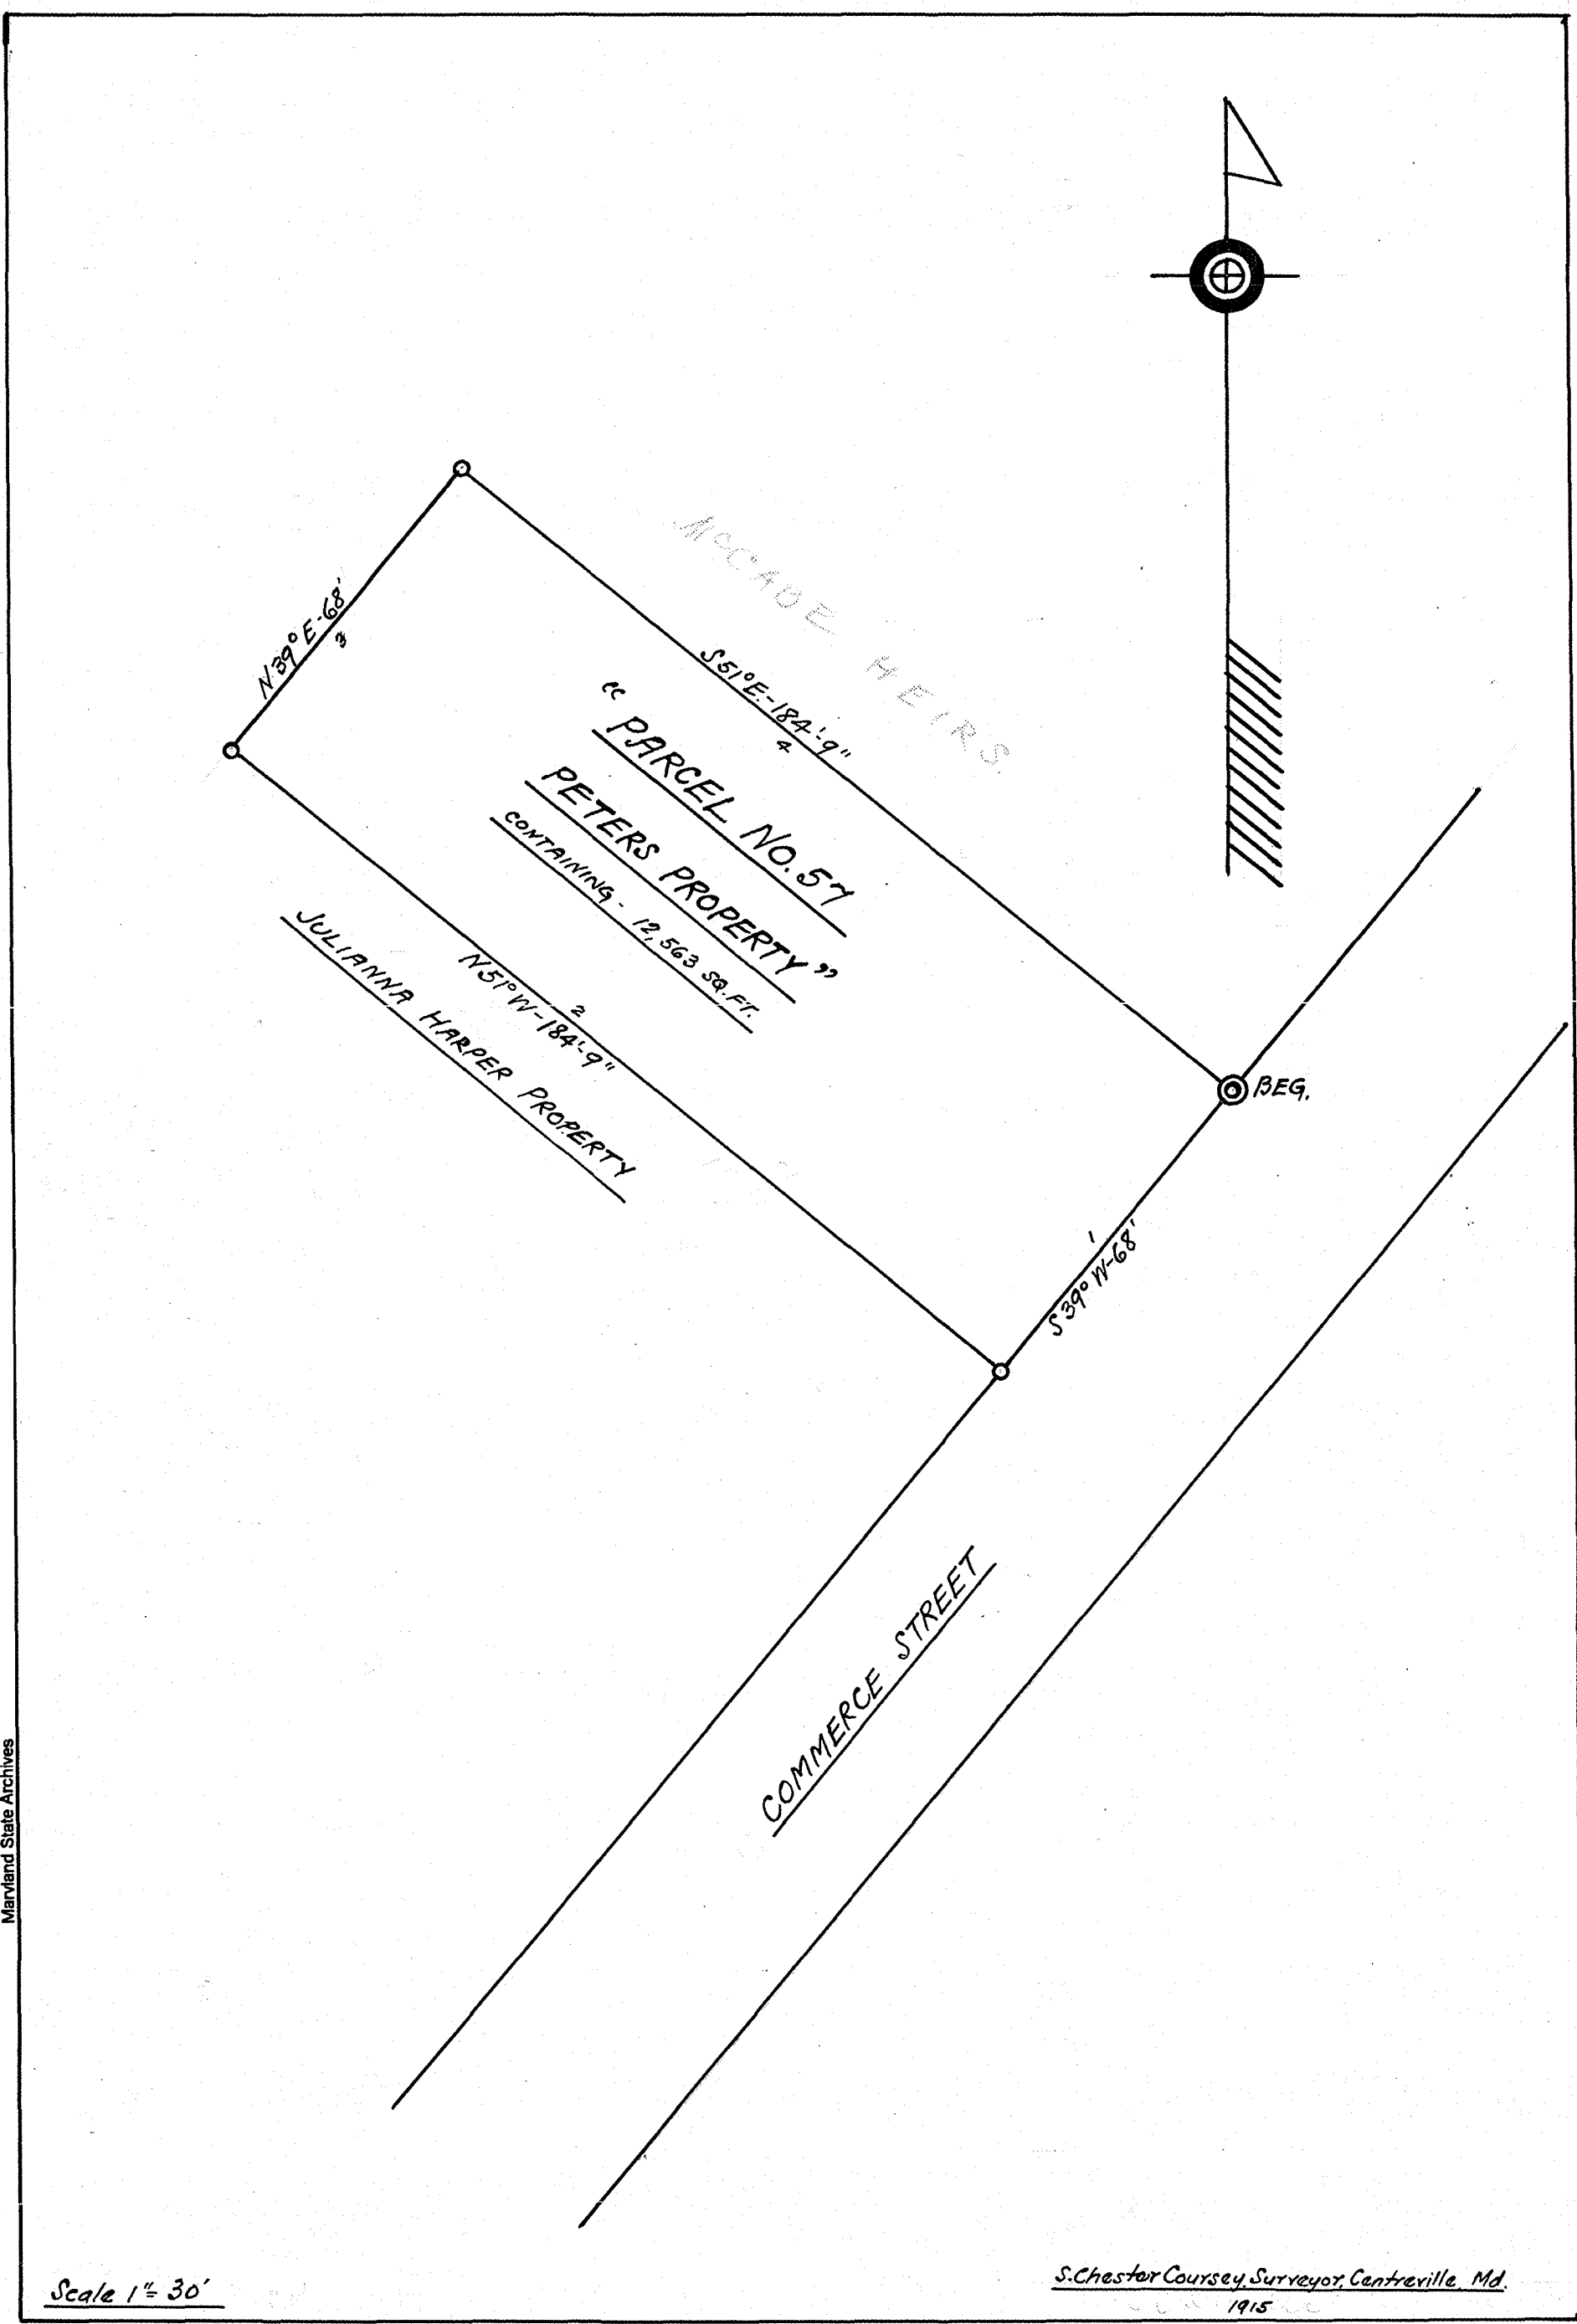 McCADE HEIRS.
N39°E-68'
3
S51°E.-184'-9"
4
"PARCEL NO.57
PETERS PROPERTY"
CONTAINING - 12,563 SQ.FT.
2
N51°W-184'-9"
JULIANNA HARPER PROPERTY
BEG.
1
S39°W-68'
COMMERCE STREET
Maryland State Archives
Scale 1"= 30'
S.Chester Coursey, Surveyor, Centreville, Md.
1915